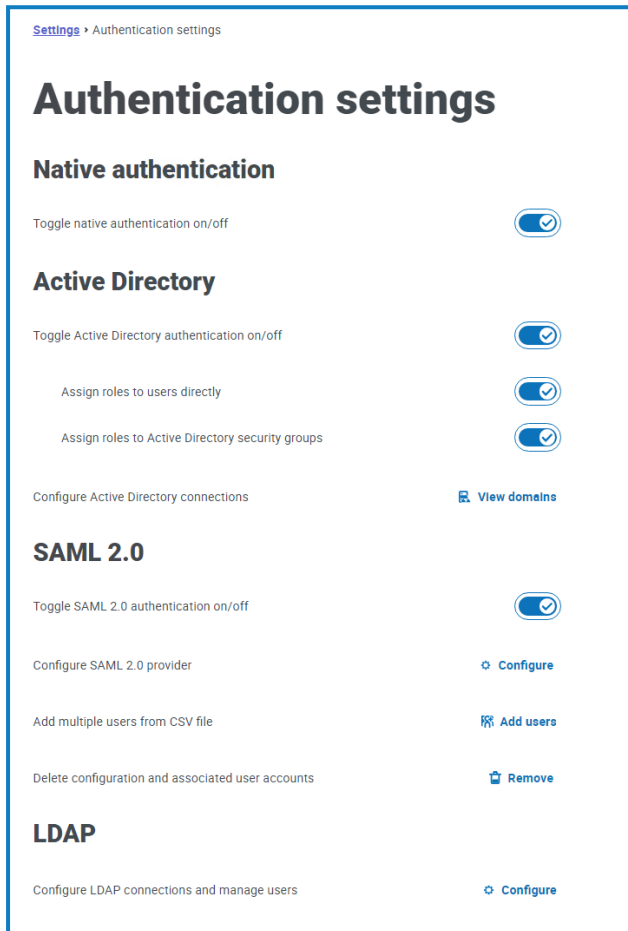 Settings › Authentication settings
Authentication settings
Native authentication
Toggle native authentication on/off
Active Directory
Toggle Active Directory authentication on/off
Assign roles to users directly
Assign roles to Active Directory security groups
Configure Active Directory connections View domains
SAML 2.0
Toggle SAML 2.0 authentication on/off
Configure SAML 2.0 provider Configure
Add multiple users from CSV file Add users
Delete configuration and associated user accounts Remove
LDAP
Configure LDAP connections and manage users Configure